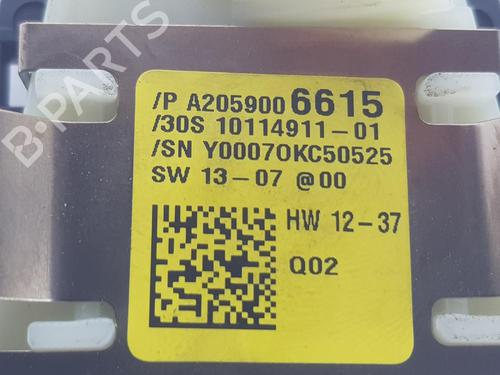 B-PARTS
/P A205900 6615
/30S 10114911-01
/SN Y00070KC50525
SW 13-07 @00
HW 12-37
Q02